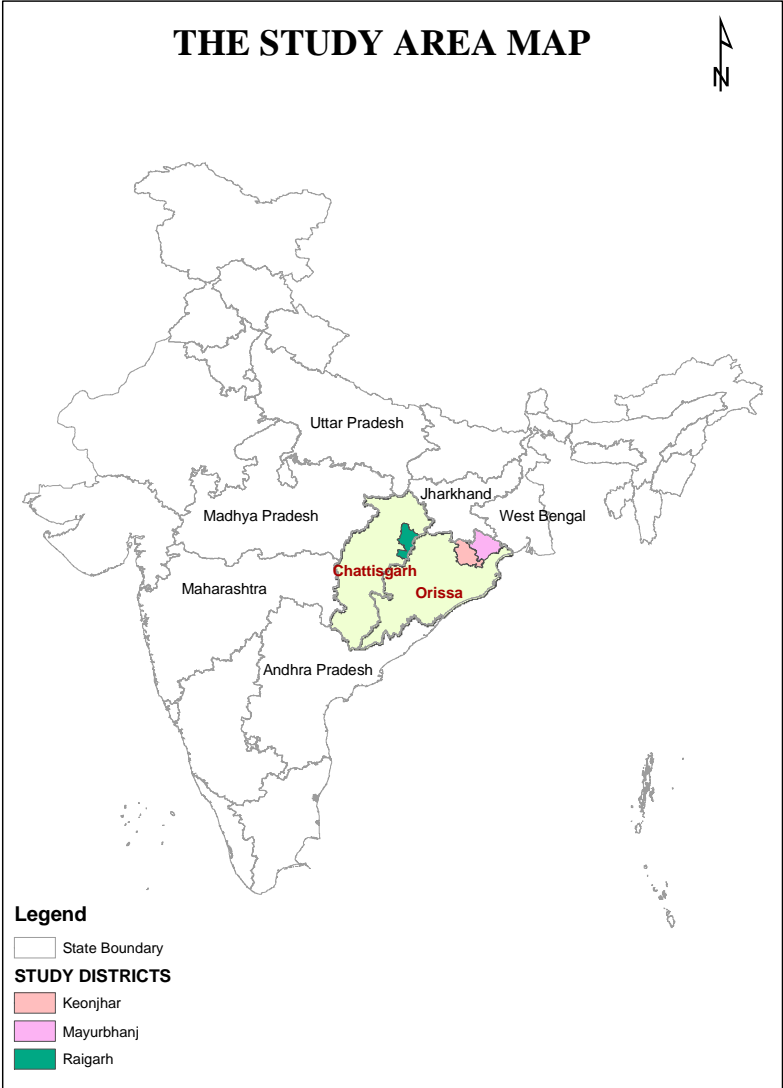 THE STUDY AREA MAP
N
Uttar Pradesh
Jharkhand
Madhya Pradesh
West Bengal
Chattisgarh
Maharashtra
Orissa
Andhra Pradesh
Legend
State Boundary
STUDY DISTRICTS
Keonjhar
Mayurbhanj
Raigarh